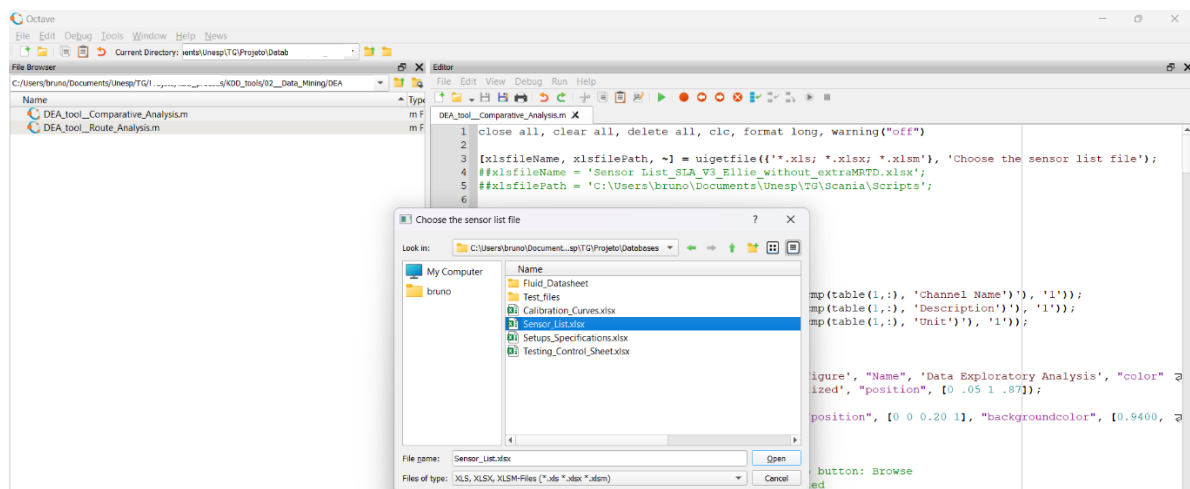 Octave
File Edit Debug Tools Window Help News
Current Directory: ients\Unesp\TG\Projeto\Datab
File Browser
Editor
C:/Users/bruno/Documents/Unesp/TG/ s/KDD_tools/02__Data_Mining/DEA
File Edit View Debug Run Help
Name Type
DEA_tool__Comparative_Analysis.m m F
DEA_tool__Route_Analysis.m m F
DEA_tool__Comparative_Analysis.m X
1 close all, clear all, delete all, clc, format long, warning("off")
2
3 [xlsfileName, xlsfilePath, ~] = uigetfile({'*.xls; *.xlsx; *.xlsm'}, 'Choose the sensor list file');
4 ##xlsfileName = 'Sensor List_SLA_V3_Ellie_without_extraMRTD.xlsx';
5 ##xlsfilePath = 'C:\Users\bruno\Documents\Unesp\TG\Scania\Scripts';
6
Choose the sensor list file ? X
Look in: C:\Users\bruno\Document...sp\TG\Projeto\Databases
My Computer
bruno
Name
Fluid_Datasheet
Test_files
Calibration_Curves.xlsx
Sensor_List.xlsx
Setups_Specifications.xlsx
Testing_Control_Sheet.xlsx
File name: Sensor_List.xlsx Open
Files of type: XLS, XLSX, XLSM-Files (*.xls *.xlsx *.xlsm) Cancel
mp(table(1,:), 'Channel Name')'), '1'));
mp(table(1,:), 'Description')'), '1'));
mp(table(1,:), 'Unit')'), '1'));
igure', "Name", 'Data Exploratory Analysis', "color"
ized', "position", [0 .05 1 .87]);
position", [0 0 0.20 1], "backgroundcolor", [0.9400,
button: Browse
ed